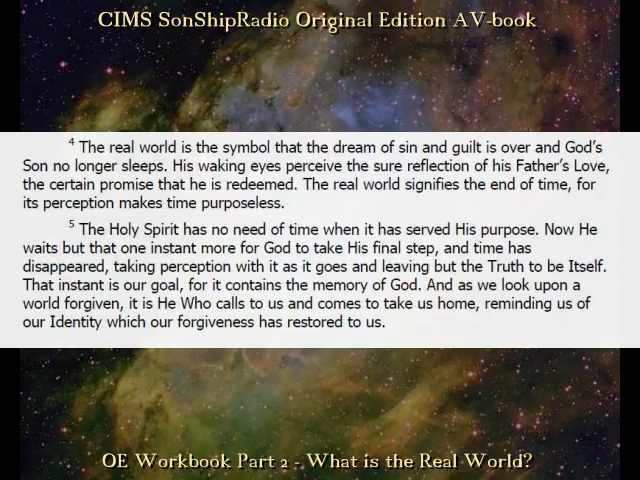 CIMS SonShipRadio Original Edition AV-book
4 The real world is the symbol that the dream of sin and guilt is over and God's
Son no longer sleeps. His waking eyes perceive the sure reflection of his Father's Love,
the certain promise that he is redeemed. The real world signifies the end of time, for
its perception makes time purposeless.
5 The Holy Spirit has no need of time when it has served His purpose. Now He
waits but that one instant more for God to take His final step, and time has
disappeared, taking perception with it as it goes and leaving but the Truth to be Itself.
That instant is our goal, for it contains the memory of God. And as we look upon a
world forgiven, it is He Who calls to us and comes to take us home, reminding us of
our Identity which our forgiveness has restored to us.
OE Workbook Part 2 - What is the Real World?